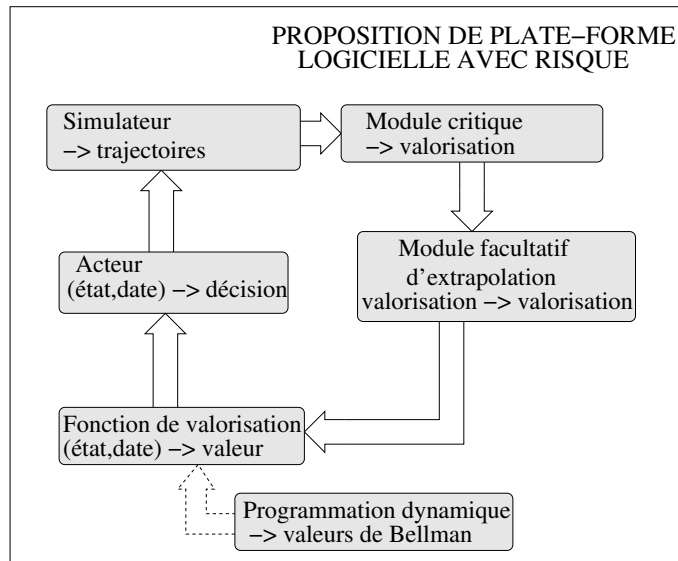 PROPOSITION DE PLATE−FORME
LOGICIELLE AVEC RISQUE
Simulateur
−> trajectoires
Module critique
−> valorisation
Acteur
(état,date) −> décision
Module facultatif
d'extrapolation
valorisation −> valorisation
Fonction de valorisation
(état,date) −> valeur
Programmation dynamique
−> valeurs de Bellman